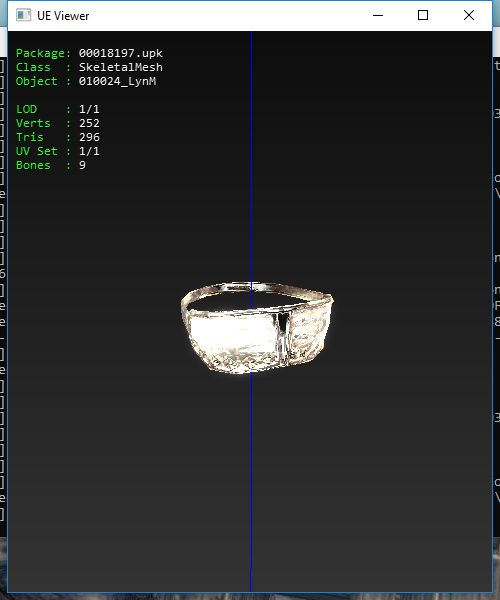 UE Viewer
Package: 00018197.upk
Class : SkeletalMesh
Object : 010024_LynM
LOD : 1/1
Verts : 252
Tris : 296
UV Set : 1/1
Bones : 9